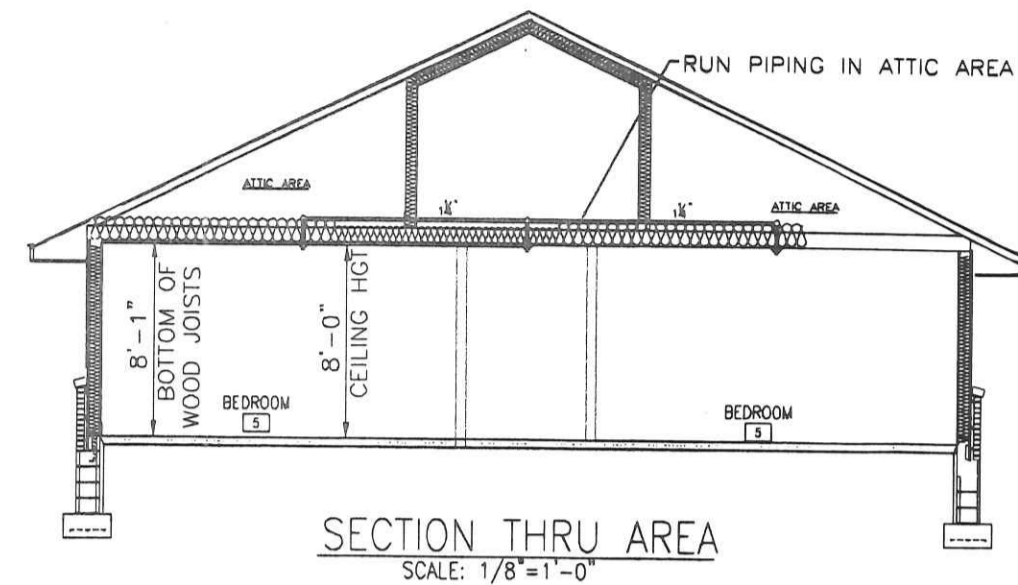 RUN PIPING IN ATTIC AREA
ATTIC AREA
1¼"
1¼"
ATTIC AREA
8'-1"
BOTTOM OF
WOOD JOISTS
8'-0"
CEILING HGT
BEDROOM
5
BEDROOM
5
SECTION THRU AREA
SCALE: 1/8"=1'-0"